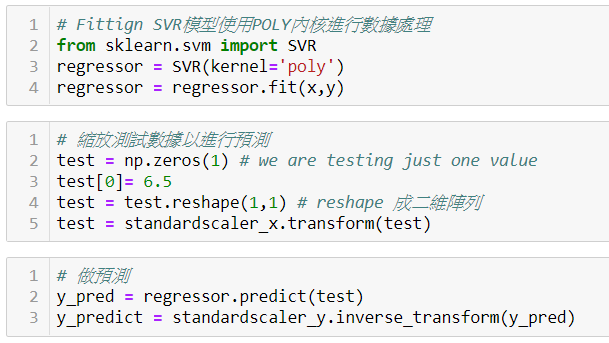 1 # Fittign SVR模型使用POLY內核進行數據處理
2 from sklearn.svm import SVR
3 regressor = SVR(kernel='poly')
4 regressor = regressor.fit(x,y)
1 # 縮放測試數據以進行預測
2 test = np.zeros(1) # we are testing just one value
3 test[0]= 6.5
4 test = test.reshape(1,1) # reshape 成二維陣列
5 test = standardscaler_x.transform(test)
1 # 做預測
2 y_pred = regressor.predict(test)
3 y_predict = standardscaler_y.inverse_transform(y_pred)